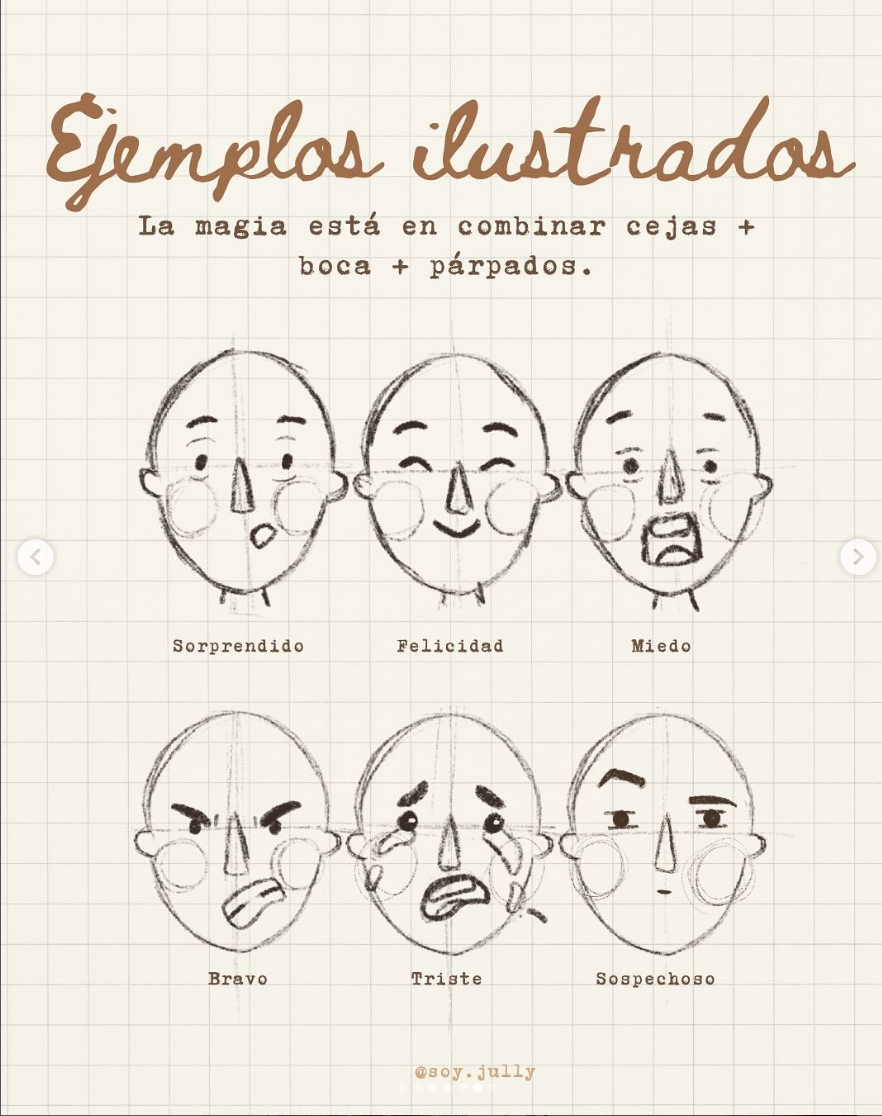 Ejemplos ilustrados
La magia está en combinar cejas +
boca + párpados.
Sorprendido
Felicidad
Miedo
Bravo
Triste
Sospechoso
@soy.jully